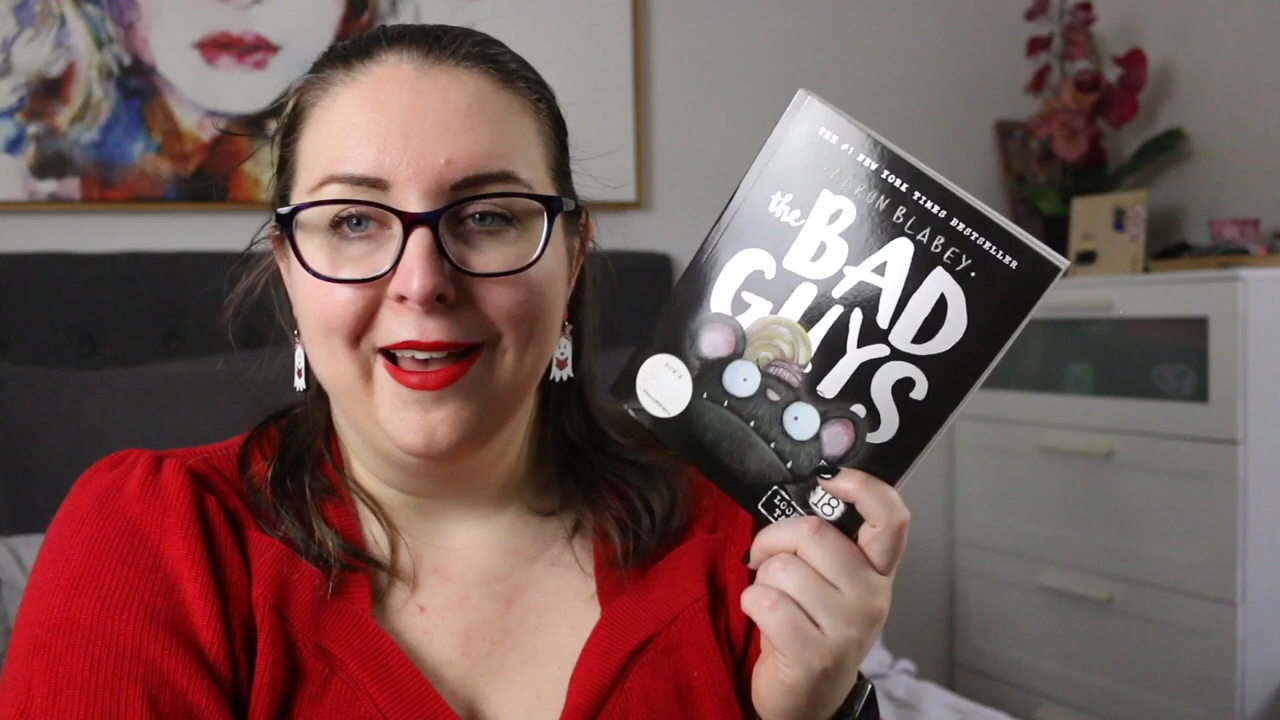 THE #1 NEW YORK TIMES BESTSELLER
AARON BLABEY.
the
BAD
GUYS
18